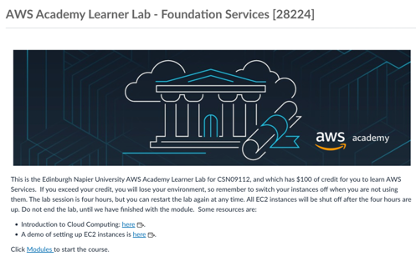 AWS Academy Learner Lab - Foundation Services [28224]
aws academy
This is the Edinburgh Napier University AWS Academy Learner Lab for CSN09112, and which has $100 of credit for you to learn AWS
Services. If you exceed your credit, you will lose your environment, so remember to switch your instances off when you are not using
them. The lab session is four hours, but you can restart the lab again at any time. All EC2 instances will be shut off after the four hours are
up. Do not end the lab, until we have finished with the module. Some resources are:
• Introduction to Cloud Computing: here
• A demo of setting up EC2 instances is here
Click Modules to start the course.